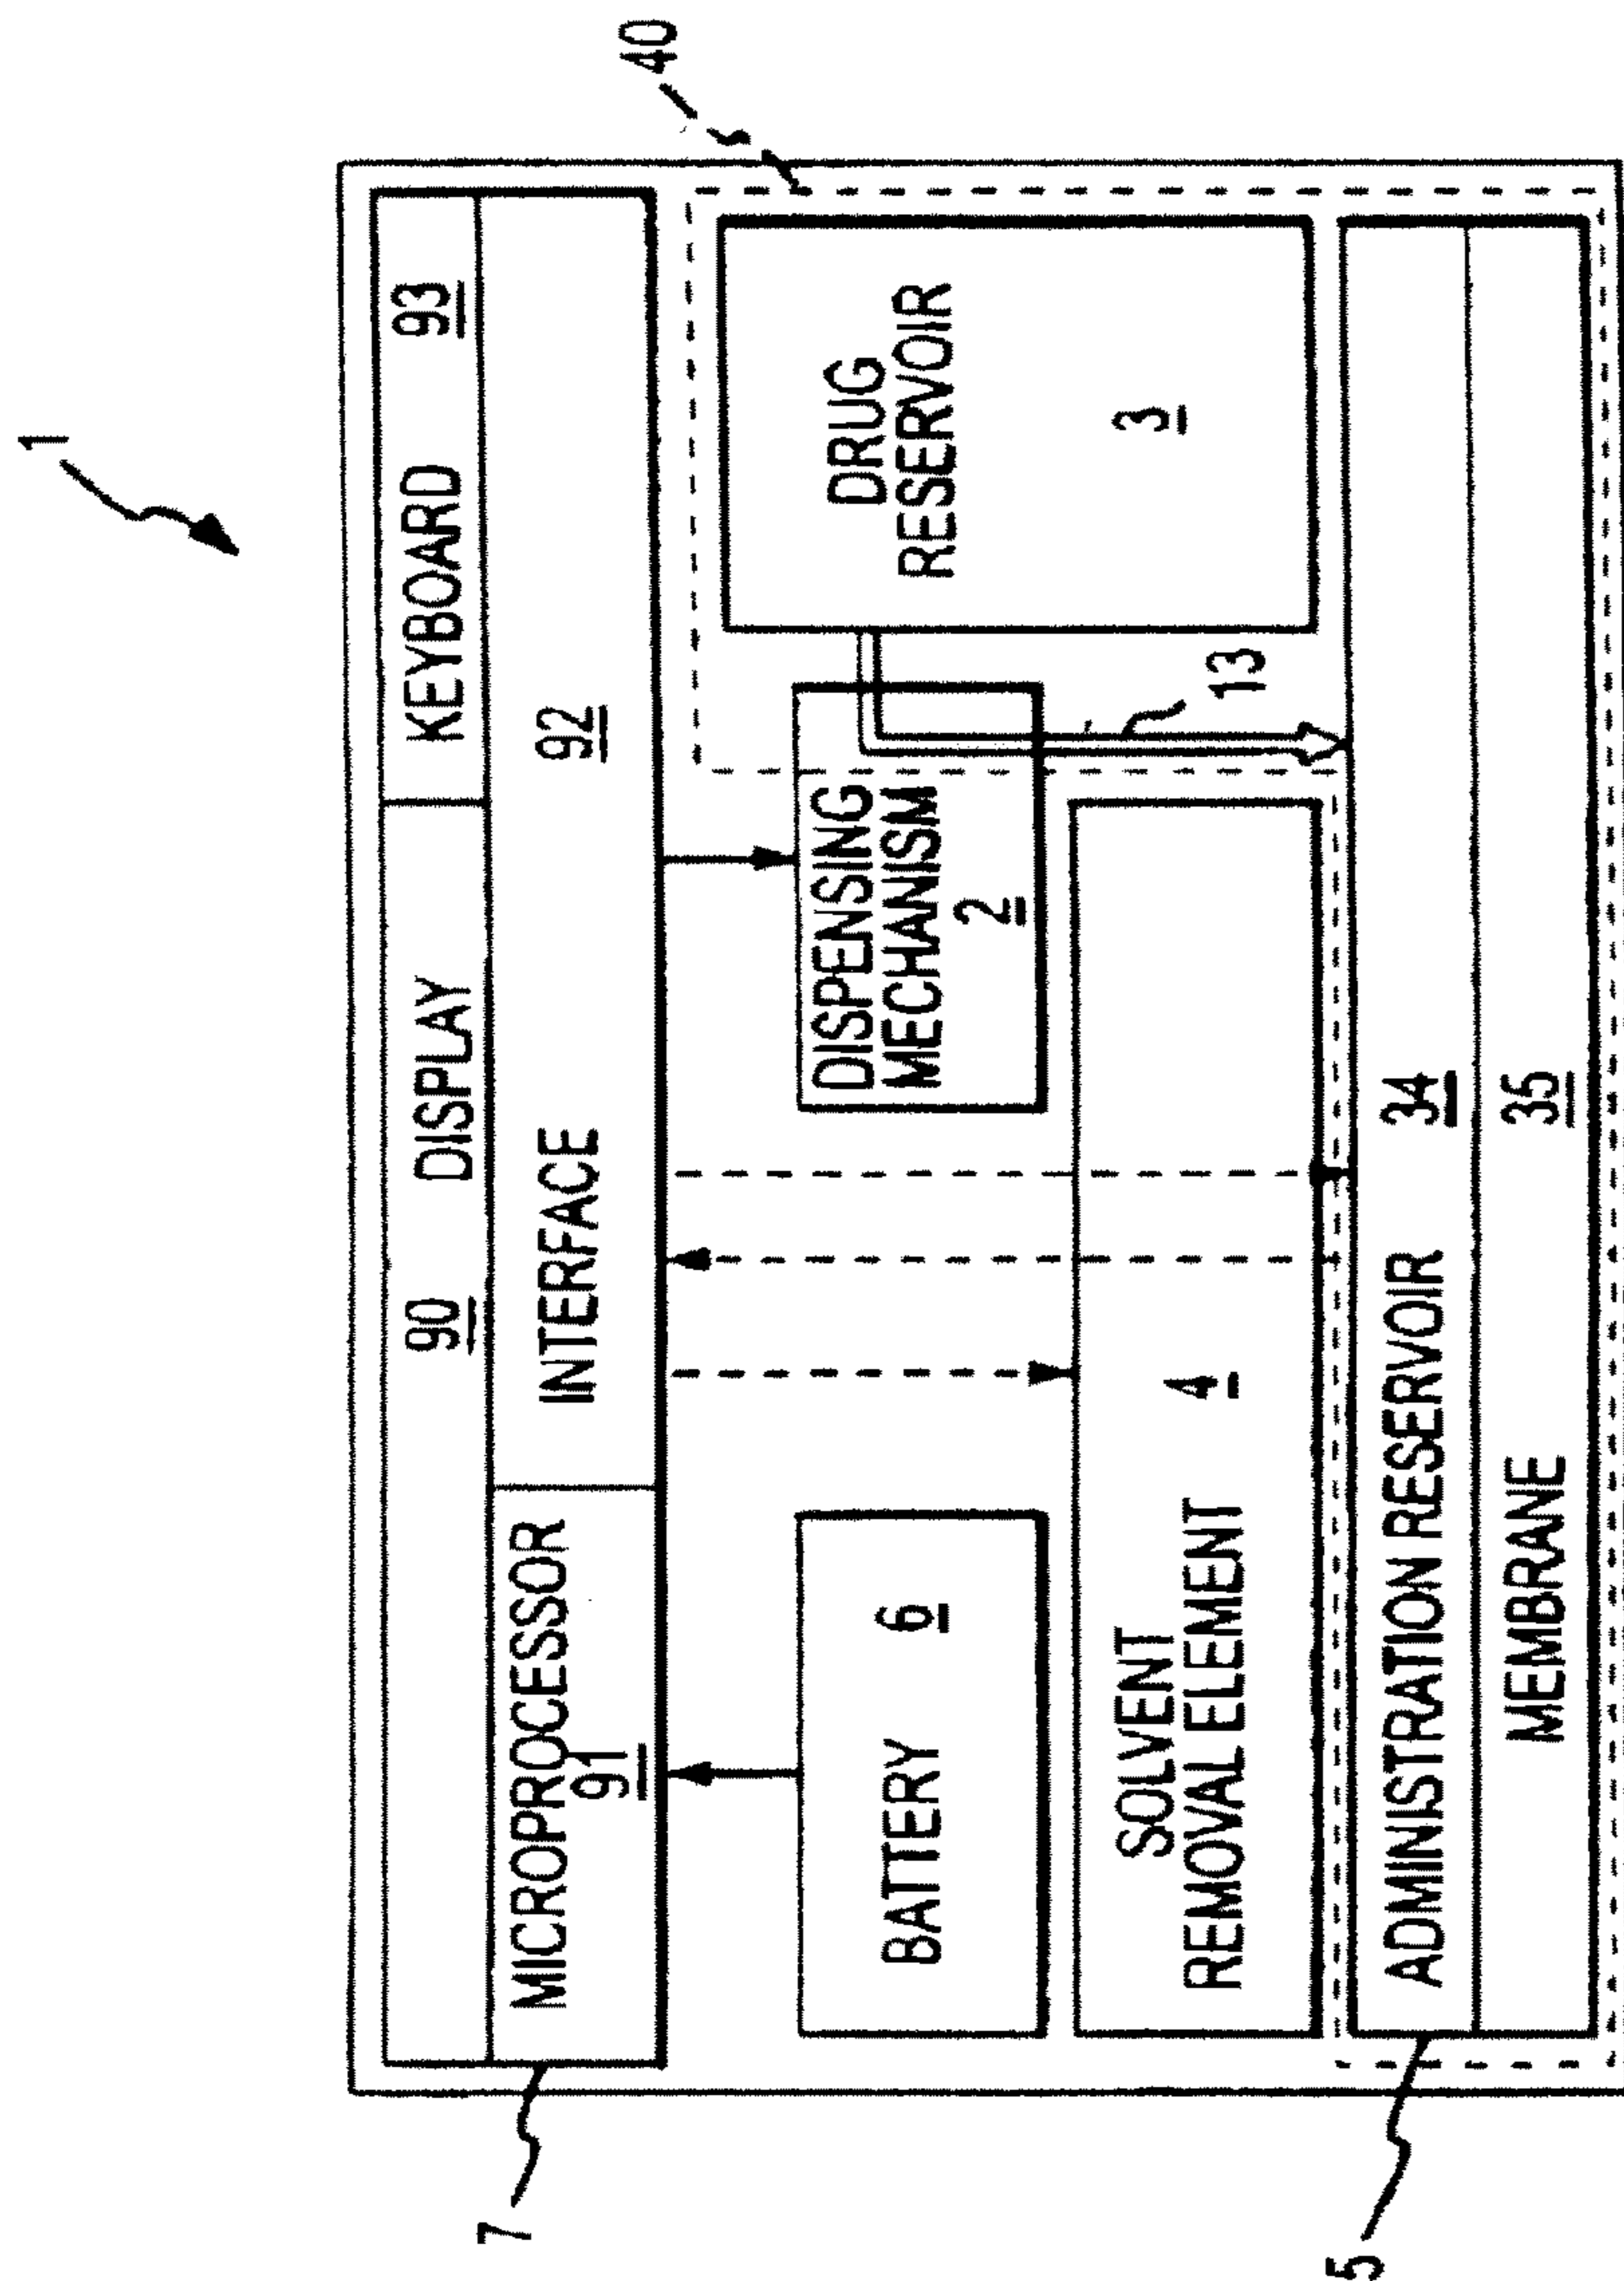 1
40
90
DISPLAY
KEYBOARD
93
MICROPROCESSOR
91
INTERFACE
92
7
BATTERY
6
DISPENSING
MECHANISM
2
DRUG
RESERVOIR
3
SOLVENT
REMOVAL ELEMENT
4
13
ADMINISTRATION RESERVOIR
34
MEMBRANE
35
5